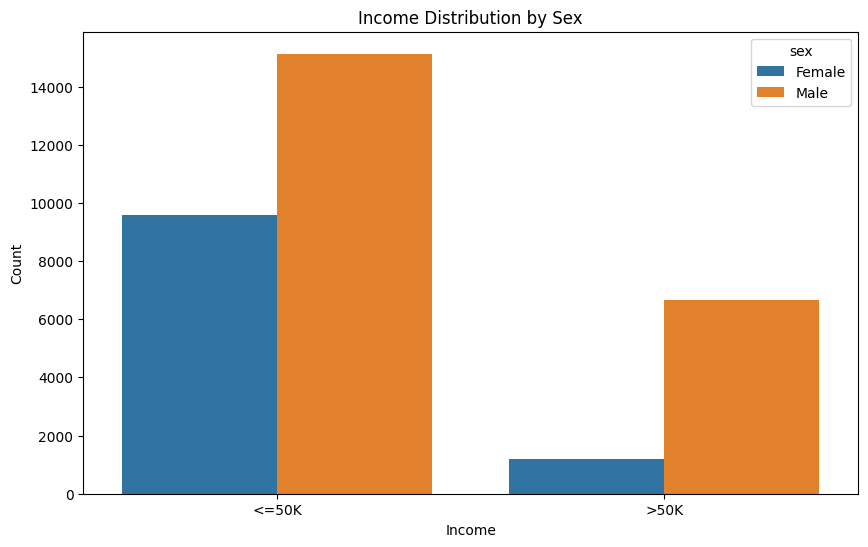 Income Distribution by Sex
sex
Female
Male
14000
12000
10000
8000
6000
4000
2000
0
Count
<=50K
>50K
Income